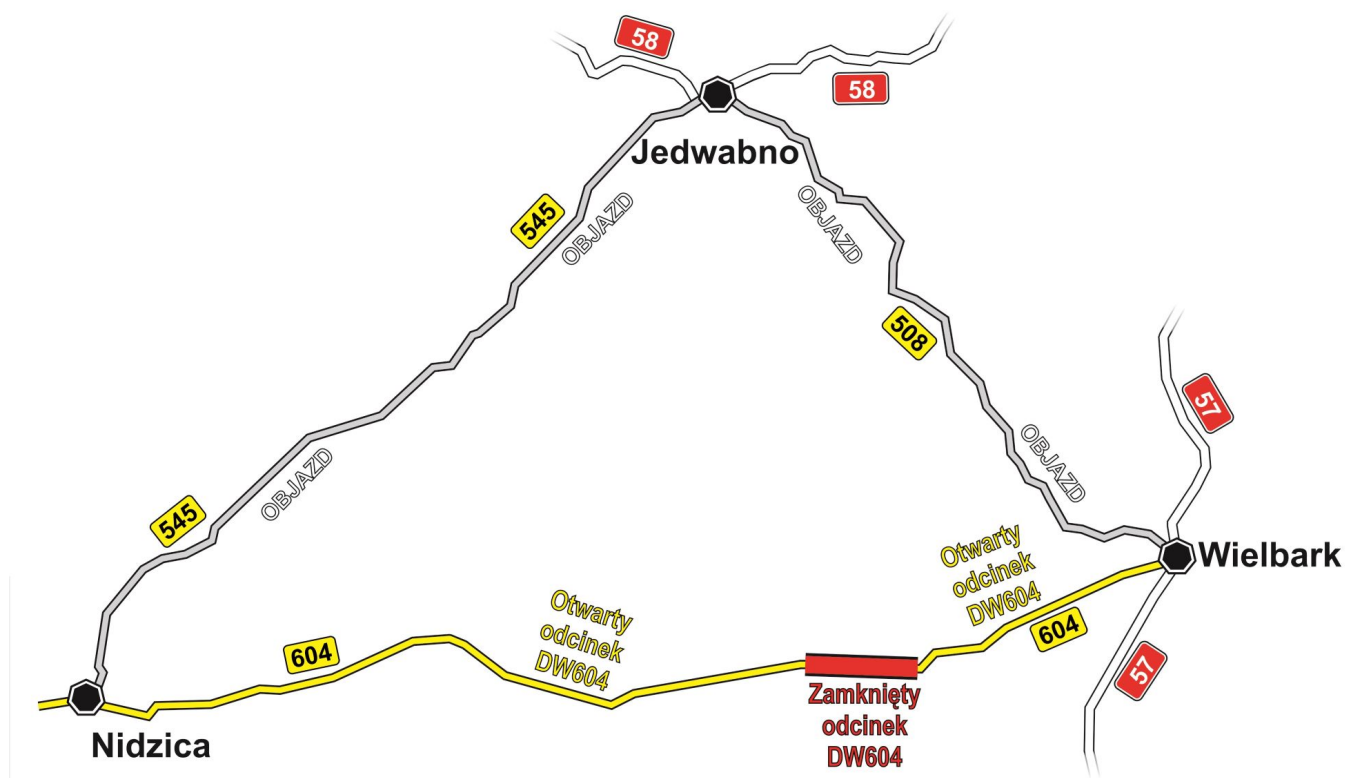 58
58
Jedwabno
545
OBJAZD
OBJAZD
508
57
545
OBJAZD
OBJAZD
Wielbark
Otwarty
odcinek
DW604
604
57
Otwarty
odcinek
DW604
604
Zamknięty
odcinek
DW604
Nidzica